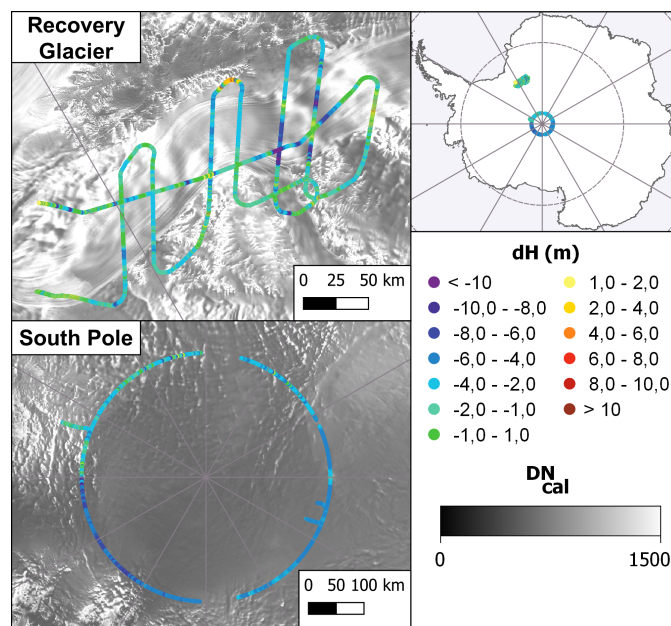 Recovery
Glacier
0 25 50 km
South Pole
0 50 100 km
dH (m)
< -10
-10,0 - -8,0
-8,0 - -6,0
-6,0 - -4,0
-4,0 - -2,0
-2,0 - -1,0
-1,0 - 1,0
1,0 - 2,0
2,0 - 4,0
4,0 - 6,0
6,0 - 8,0
8,0 - 10,0
> 10
DN
cal
0 1500